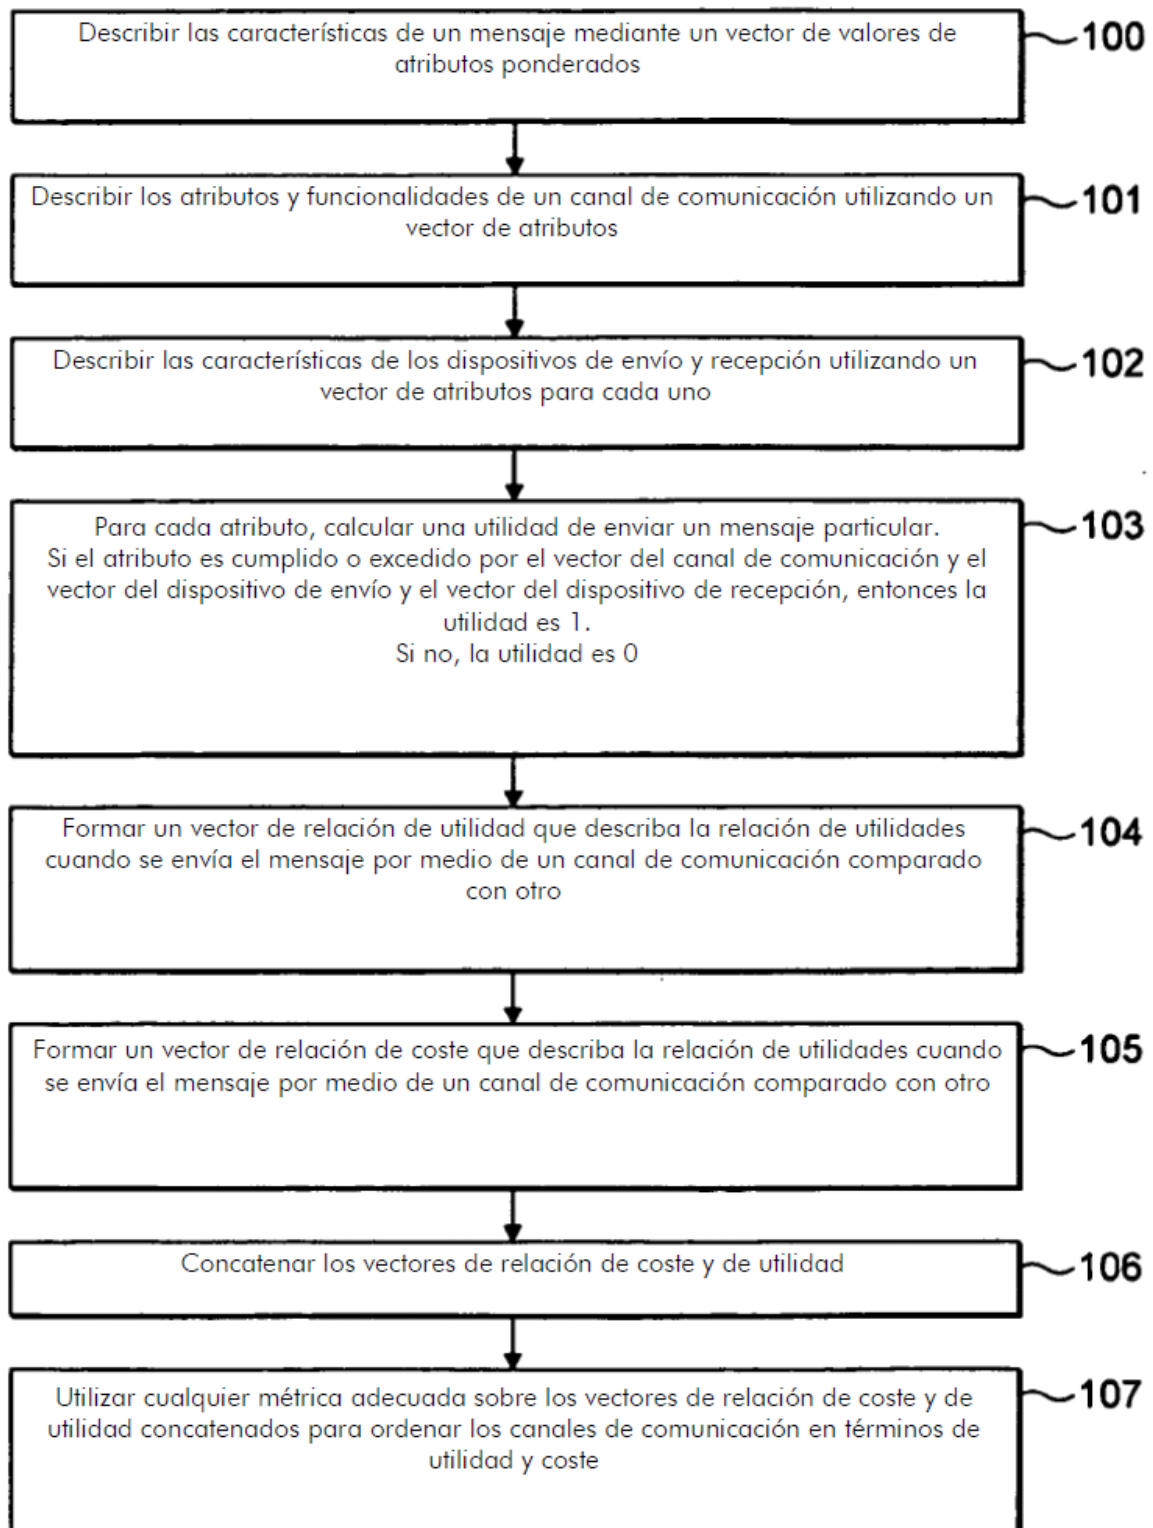 Describir las características de un mensaje mediante un vector de valores de
atributos ponderados
100
Describir los atributos y funcionalidades de un canal de comunicación utilizando un
vector de atributos
101
Describir las características de los dispositivos de envío y recepción utilizando un
vector de atributos para cada uno
102
Para cada atributo, calcular una utilidad de enviar un mensaje particular.
Si el atributo es cumplido o excedido por el vector del canal de comunicación y el
vector del dispositivo de envío y el vector del dispositivo de recepción, entonces la
utilidad es 1.
Si no, la utilidad es 0
103
Formar un vector de relación de utilidad que describa la relación de utilidades
cuando se envía el mensaje por medio de un canal de comunicación comparado
con otro
104
Formar un vector de relación de coste que describa la relación de utilidades cuando
se envía el mensaje por medio de un canal de comunicación comparado con otro
105
Concatenar los vectores de relación de coste y de utilidad
106
Utilizar cualquier métrica adecuada sobre los vectores de relación de coste y de
utilidad concatenados para ordenar los canales de comunicación en términos de
utilidad y coste
107